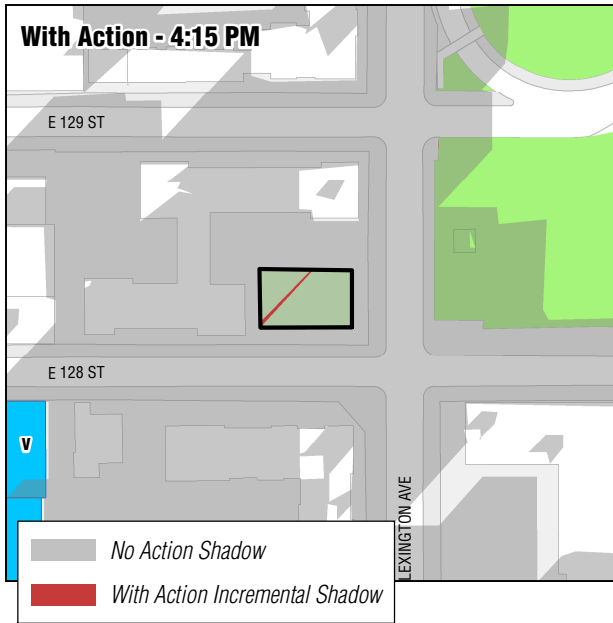 With Action - 4:15 PM
E 129 ST
E 128 ST
V
LEXINGTON AVE
No Action Shadow
With Action Incremental Shadow